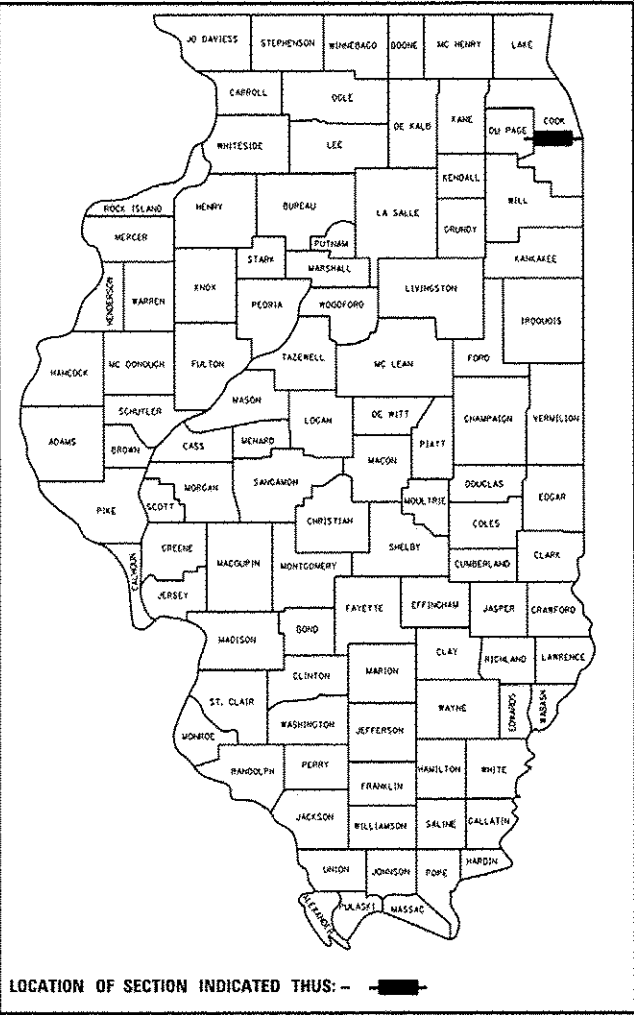 JO DAVIESS STEPHENSON WINNEBAGO BOONE MC HENRY LAKE
CARROLL OGLE DE KALB KANE COOK
DU PAGE
WHITESIDE LEE
KENDALL
ROCK ISLAND HENRY BUREAU LA SALLE GRUNDY WILL
MERCER PUTNAM
STARK MARSHALL KANKAKEE
HENDERSON WARREN KNOX PEORIA WOODFORD LIVINGSTON
IROQUOIS
HANCOCK MC DONOUGH FULTON TAZEWELL MC LEAN FORD
SCHUYLER MASON LOGAN DE WITT CHAMPAIGN VERMILION
ADAMS BROWN CASS MENARD MACON PIATT
PIKE SCOTT MORGAN SANGAMON MOULTRIE DOUGLAS EDGAR
CHRISTIAN COLES
CALHOUN GREENE MACOUPIN MONTGOMERY SHELBY CUMBERLAND CLARK
JERSEY FAYETTE EFFINGHAM JASPER CRAWFORD
MADISON BOND CLAY RICHLAND LAWRENCE
CLINTON MARION
ST. CLAIR WASHINGTON JEFFERSON WAYNE EDWARDS WABASH
MONROE
RANDOLPH PERRY FRANKLIN HAMILTON WHITE
JACKSON WILLIAMSON SALINE GALLATIN
UNION JOHNSON POPE HARDIN
ALEXANDER PULASKI MASSAC
LOCATION OF SECTION INDICATED THUS: -